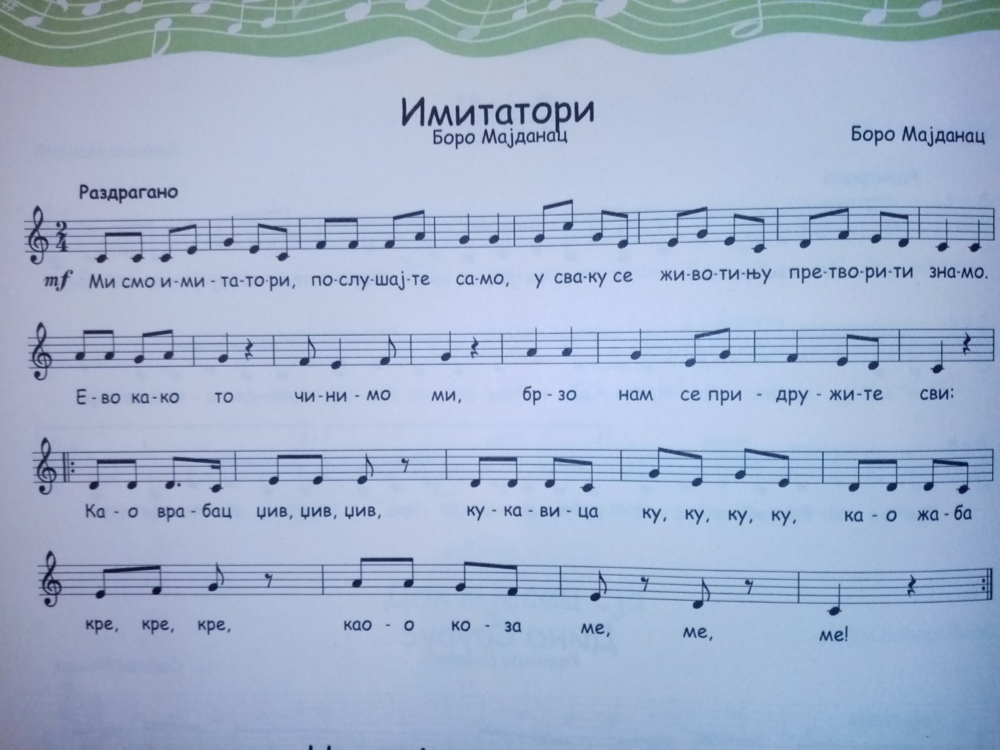 Имитатори
Боро Мајданац
Боро Мајданац
Раздрагано
2
4
mf Ми смо и-ми - та-то-ри, по-слу-шај-те са-мо, у сва-ку се жи-во-ти-њу пре-тво-ри-ти зна-мо.
Е - во ка-ко то чи-ни - мо ми, бр - зо нам се при - дру - жи-те сви:
Ка - о вра - бац џив, џив, џив, ку - ка - ви - ца ку, ку, ку, ку, ка - о жа - ба
кре, кре, кре, као - о ко - за ме, ме, ме!